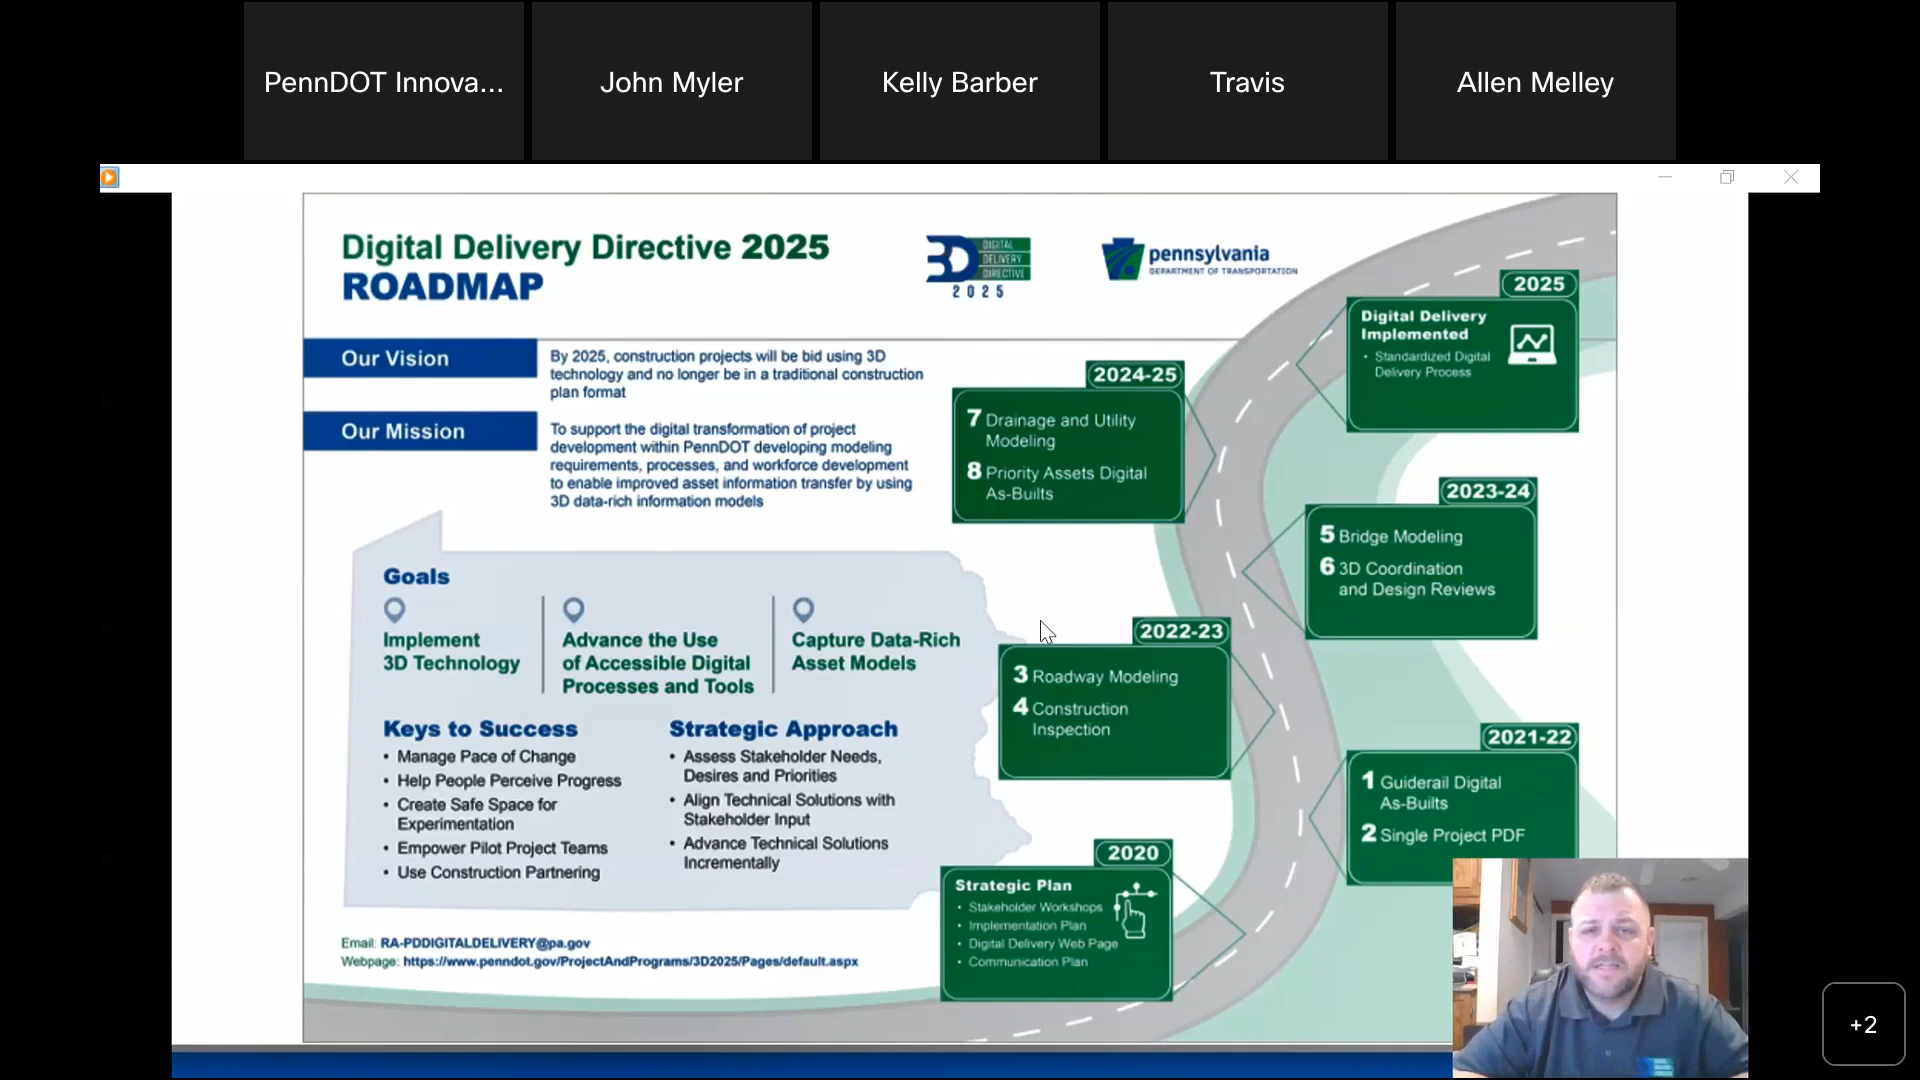 PennDOT Innova...
John Myler
Kelly Barber
Travis
Allen Melley
Digital Delivery Directive 2025
ROADMAP
3D DIGITAL
DELIVERY
DIRECTIVE
2025
pennsylvania
DEPARTMENT OF TRANSPORTATION
Our Vision
By 2025, construction projects will be bid using 3D
technology and no longer be in a traditional construction
plan format
Our Mission
To support the digital transformation of project
development within PennDOT developing modeling
requirements, processes, and workforce development
to enable improved asset information transfer by using
3D data-rich information models
Goals
Implement
3D Technology
Advance the Use
of Accessible Digital
Processes and Tools
Capture Data-Rich
Asset Models
Keys to Success
• Manage Pace of Change
• Help People Perceive Progress
• Create Safe Space for
Experimentation
• Empower Pilot Project Teams
• Use Construction Partnering
Strategic Approach
• Assess Stakeholder Needs,
Desires and Priorities
• Align Technical Solutions with
Stakeholder Input
• Advance Technical Solutions
Incrementally
Email: RA-PDDIGITALDELIVERY@pa.gov
Webpage: https://www.penndot.gov/ProjectAndPrograms/3D2025/Pages/default.aspx
2025
Digital Delivery
Implemented
• Standardized Digital
Delivery Process
2024-25
7 Drainage and Utility
Modeling
8 Priority Assets Digital
As-Builts
2023-24
5 Bridge Modeling
6 3D Coordination
and Design Reviews
2022-23
3 Roadway Modeling
4 Construction
Inspection
2021-22
1 Guiderail Digital
As-Builts
2 Single Project PDF
2020
Strategic Plan
• Stakeholder Workshops
• Implementation Plan
• Digital Delivery Web Page
• Communication Plan
+2